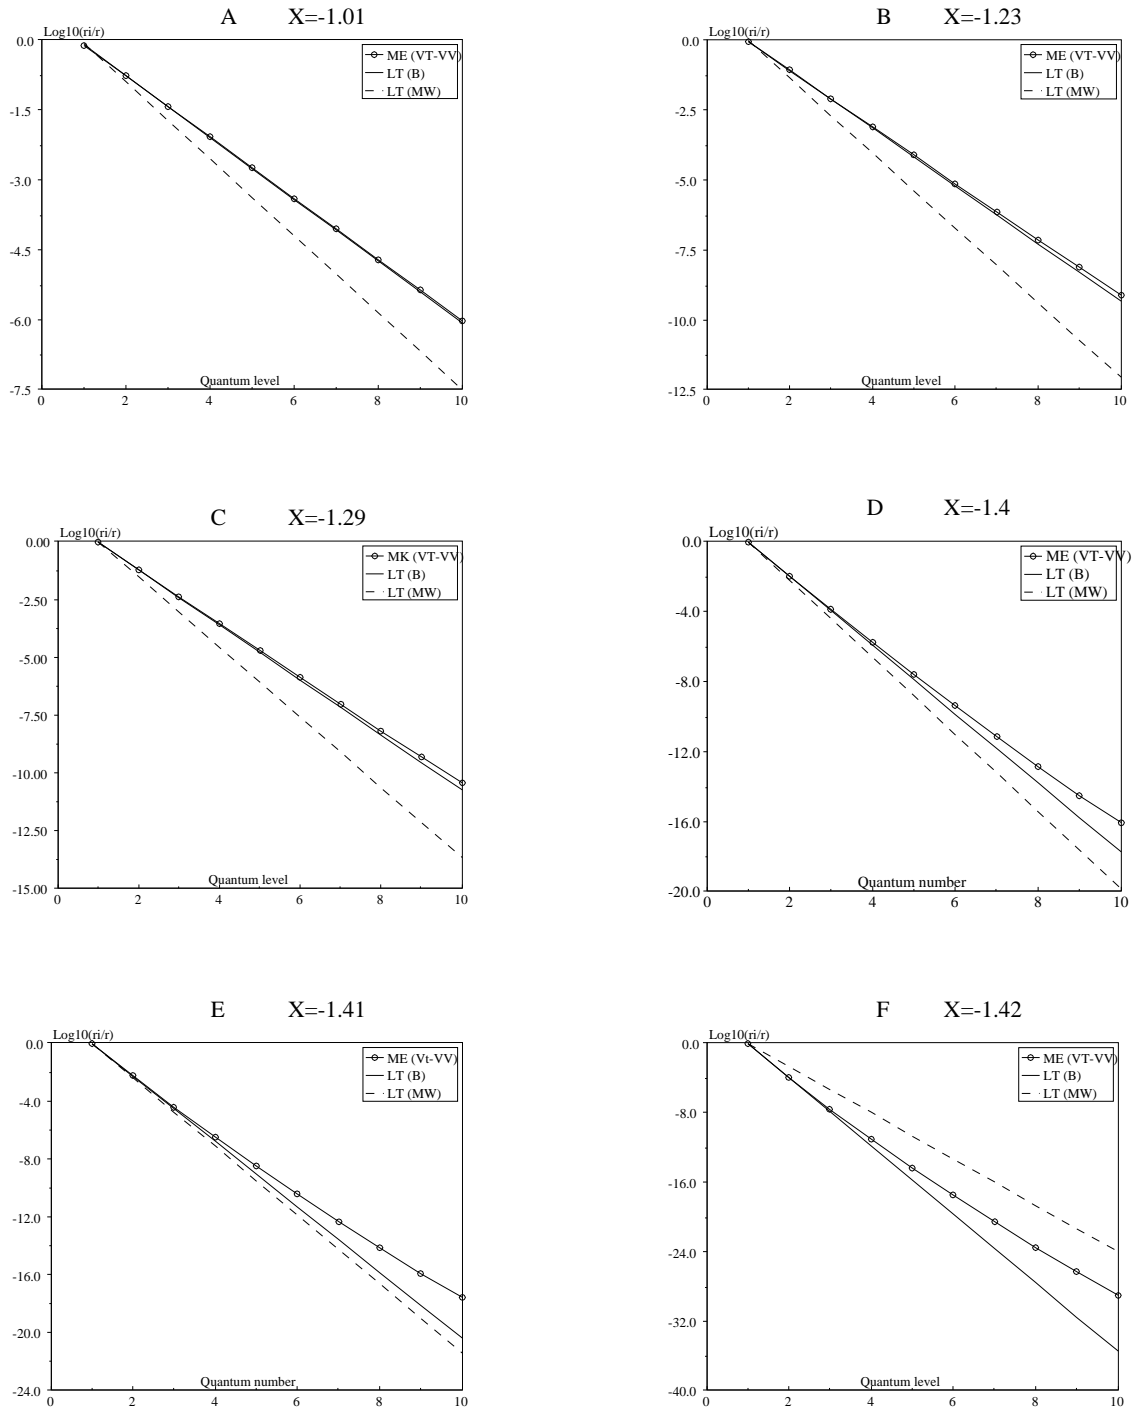 A X=-1.01
Log10(ri/r)
0.0
-1.5
-3.0
-4.5
-6.0
-7.5
ME (VT-VV)
LT (B)
LT (MW)
Quantum level
0 2 4 6 8 10
B X=-1.23
Log10(ri/r)
0.0
-2.5
-5.0
-7.5
-10.0
-12.5
ME (VT-VV)
LT (B)
LT (MW)
Quantum level
0 2 4 6 8 10
C X=-1.29
Log10(ri/r)
0.00
-2.50
-5.00
-7.50
-10.00
-12.50
-15.00
MK (VT-VV)
LT (B)
LT (MW)
Quantum level
0 2 4 6 8 10
D X=-1.4
Log10(ri/r)
0.0
-4.0
-8.0
-12.0
-16.0
-20.0
ME (VT-VV)
LT (B)
LT (MW)
Quantum number
0 2 4 6 8 10
E X=-1.41
Log10(ri/r)
0.0
-4.0
-8.0
-12.0
-16.0
-20.0
-24.0
ME (Vt-VV)
LT (B)
LT (MW)
Quantum number
0 2 4 6 8 10
F X=-1.42
Log10(ri/r)
0.0
-8.0
-16.0
-24.0
-32.0
-40.0
ME (VT-VV)
LT (B)
LT (MW)
Quantum level
0 2 4 6 8 10